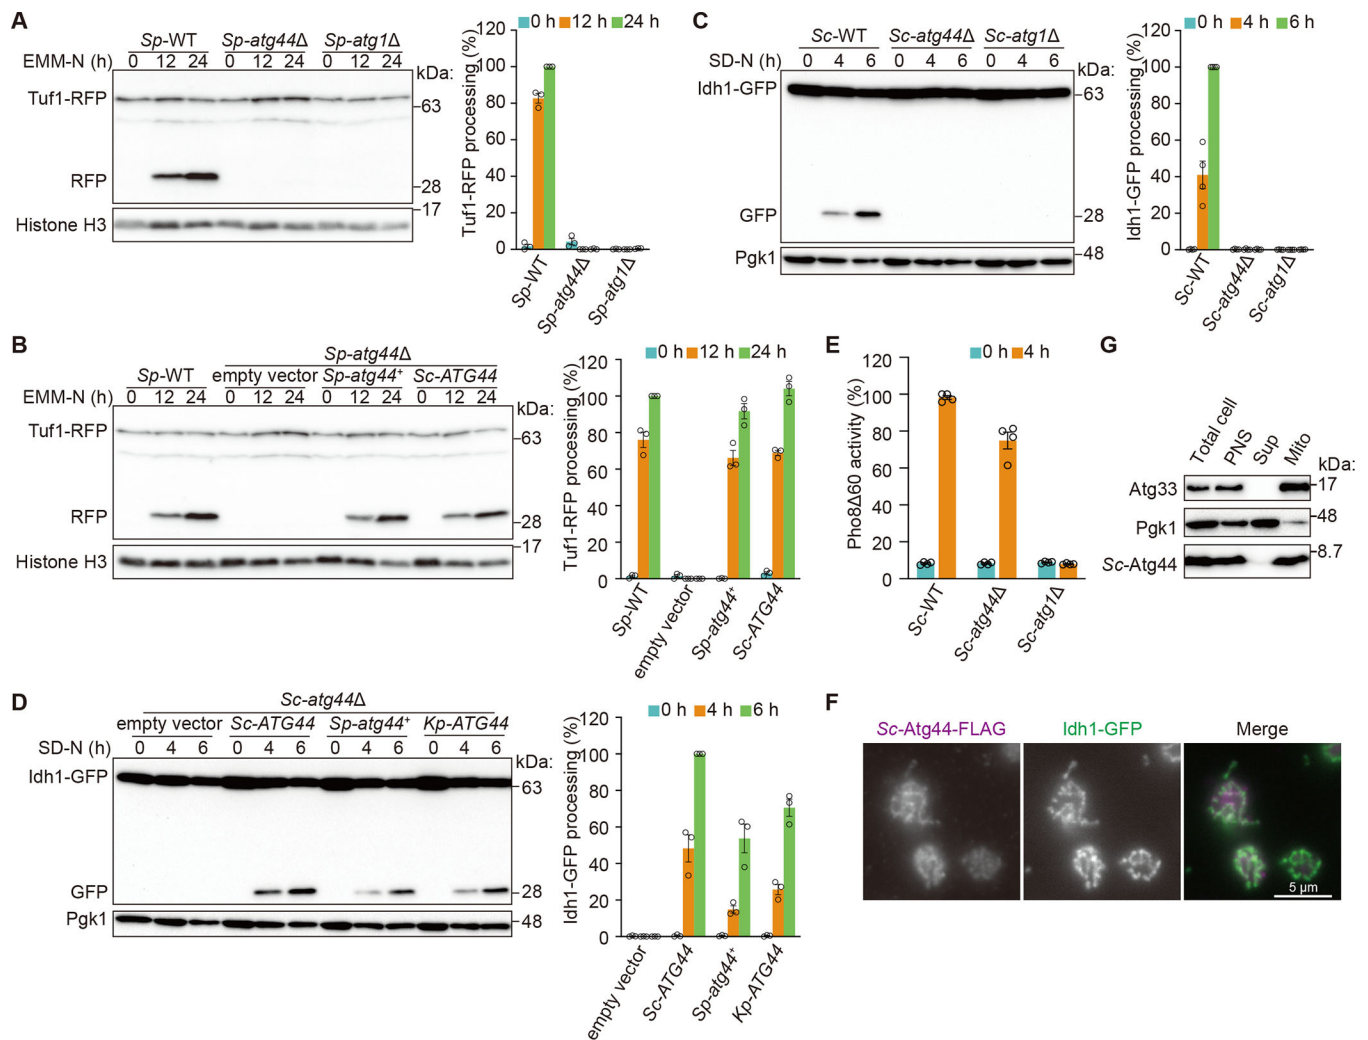 A
Sp-WT Sp-atg44Δ Sp-atg1Δ
EMM-N (h) 0 12 24 0 12 24 0 12 24
kDa:
Tuf1-RFP
63
RFP
28
17
Histone H3
0 h 12 h 24 h
Tuf1-RFP processing (%)
120
100
80
60
40
20
0
Sp-WT
Sp-atg44Δ
Sp-atg1Δ
C
Sc-WT Sc-atg44Δ Sc-atg1Δ
SD-N (h) 0 4 6 0 4 6 0 4 6
kDa:
Idh1-GFP
63
GFP
28
48
Pgk1
0 h 4 h 6 h
Idh1-GFP processing (%)
120
100
80
60
40
20
0
Sc-WT
Sc-atg44Δ
Sc-atg1Δ
B
Sp-atg44Δ
Sp-WT empty vector Sp-atg44+ Sc-ATG44
EMM-N (h) 0 12 24 0 12 24 0 12 24 0 12 24
kDa:
Tuf1-RFP
63
RFP
28
17
Histone H3
0 h 12 h 24 h
Tuf1-RFP processing (%)
120
100
80
60
40
20
0
Sp-WT
empty vector
Sp-atg44+
Sc-ATG44
E
0 h 4 h
Pho8Δ60 activity (%)
120
100
80
60
40
20
0
Sc-WT
Sc-atg44Δ
Sc-atg1Δ
G
Total cell
PNS
Sup
Mito
kDa:
Atg33
17
Pgk1
48
8.7
Sc-Atg44
D
Sc-atg44Δ
empty vector Sc-ATG44 Sp-atg44+ Kp-ATG44
SD-N (h) 0 4 6 0 4 6 0 4 6 0 4 6
kDa:
Idh1-GFP
63
GFP
28
Pgk1
48
0 h 4 h 6 h
Idh1-GFP processing (%)
120
100
80
60
40
20
0
empty vector
Sc-ATG44
Sp-atg44+
Kp-ATG44
F
Sc-Atg44-FLAG Idh1-GFP Merge
5 µm